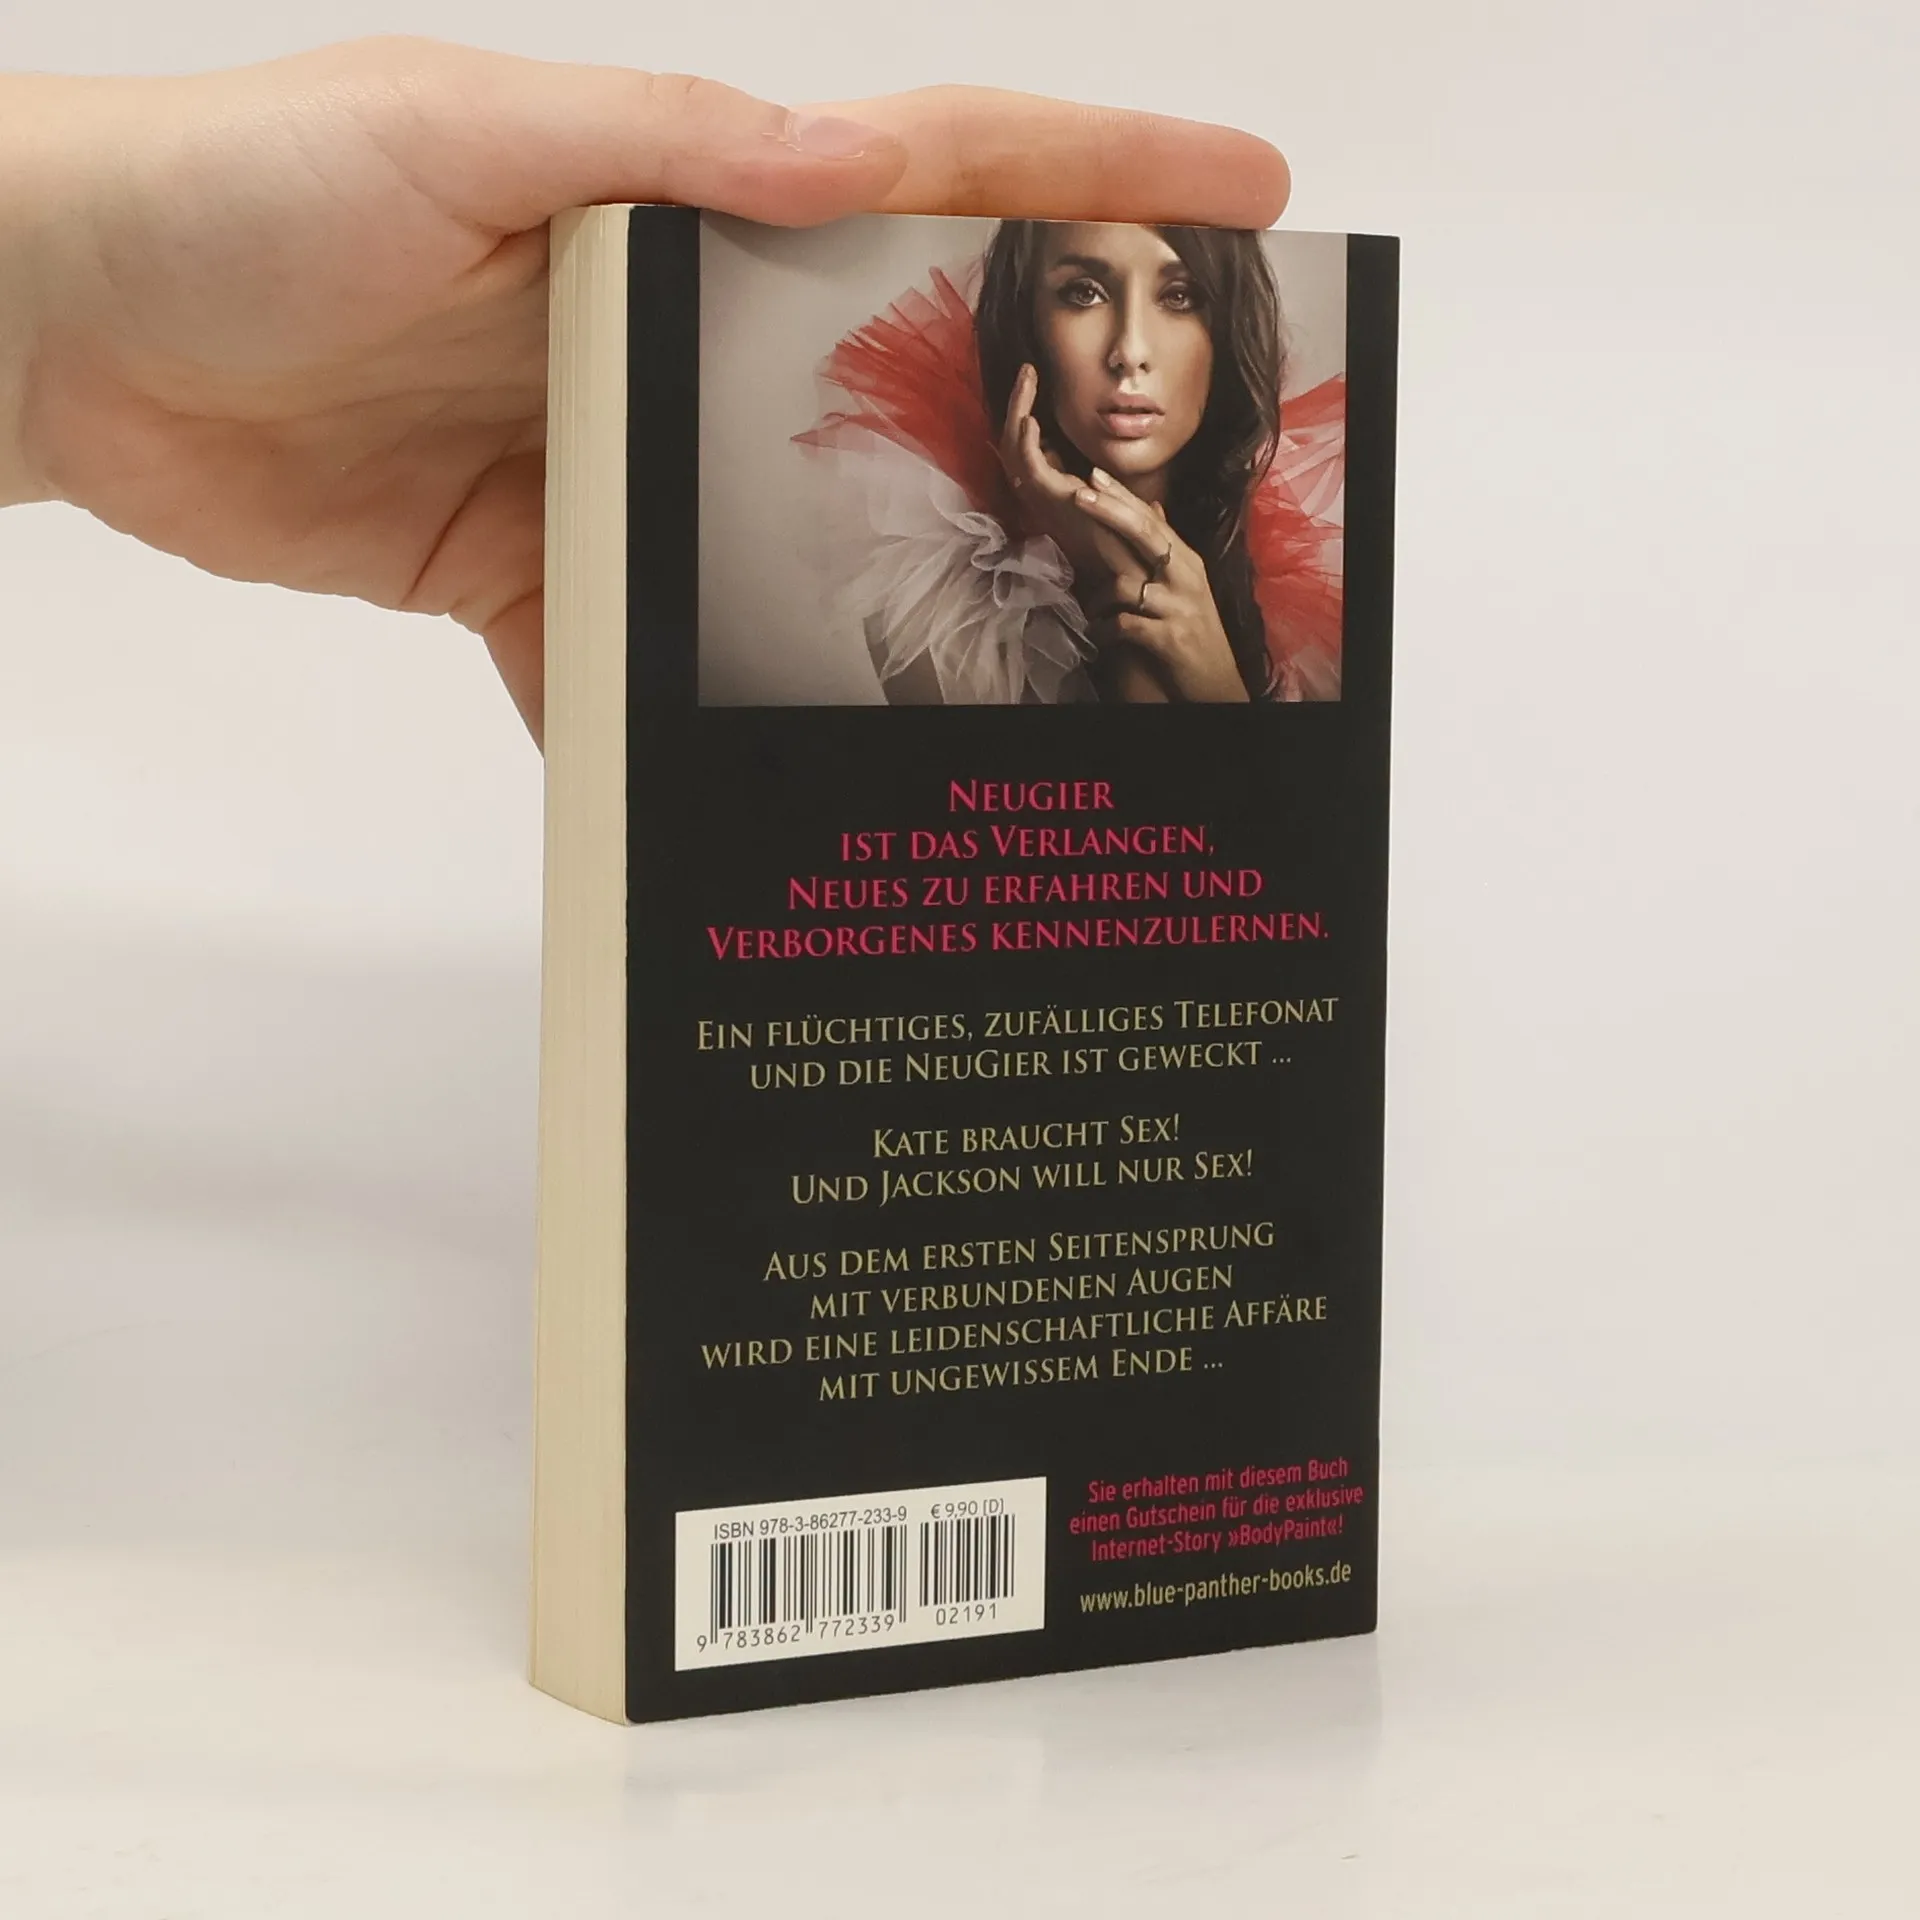 NEUGIER
IST DAS VERLANGEN,
NEUES ZU ERFAHREN UND
VERBORGENES KENNENZULERNEN.
EIN FLÜCHTIGES, ZUFÄLLIGES TELEFONAT
UND DIE NEUGIER IST GEWECKT ...
KATE BRAUCHT SEX!
UND JACKSON WILL NUR SEX!
AUS DEM ERSTEN SEITENSPRUNG
MIT VERBUNDENEN AUGEN
WIRD EINE LEIDENSCHAFTLICHE AFFÄRE
MIT UNGEWISSEM ENDE ...
Sie erhalten mit diesem Buch
einen Gutschein für die exklusive
Internet-Story »BodyPaint«!
www.blue-panther-books.de
ISBN 978-3-86277-233-9 € 9,90 [D]
9 783862 772339 02191